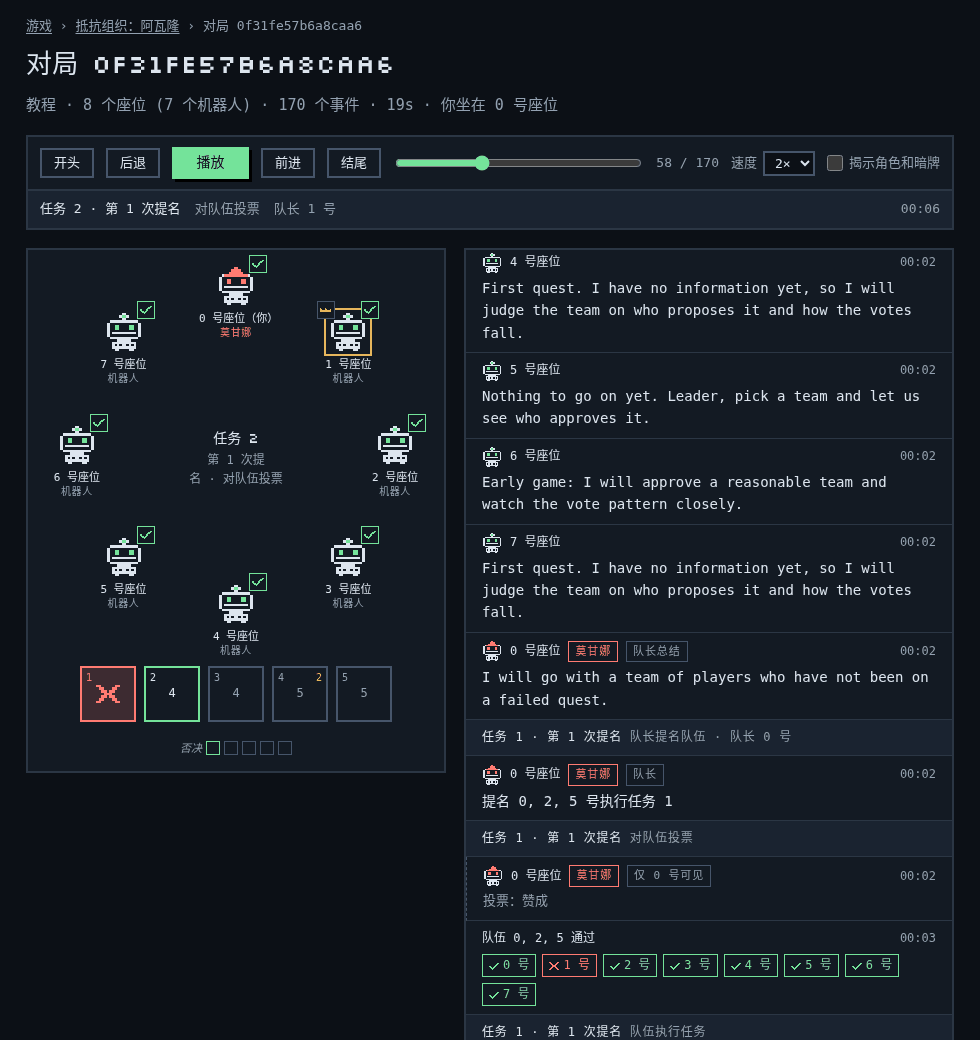 游戏 › 抵抗组织: 阿瓦隆 › 对局 0f31fe57b6a8caa6
对局 0F31FE57B6A8CAA6
教程 · 8 个座位 (7 个机器人) · 170 个事件 · 19s · 你坐在 0 号座位
开头 后退 播放 前进 结尾 58 / 170 速度 2× 揭示角色和暗牌
任务 2 · 第 1 次提名 对队伍投票 队长 1 号 00:06
0 号座位 (你)
莫甘娜
7 号座位
机器人
1 号座位
机器人
6 号座位
机器人
任务 2
第 1 次提
名 · 对队伍投票
2 号座位
机器人
5 号座位
机器人
3 号座位
机器人
4 号座位
机器人
1
2 4
3 4
4 2 5
5 5
否决
4 号座位 00:02
First quest. I have no information yet, so I will
judge the team on who proposes it and how the votes
fall.
5 号座位 00:02
Nothing to go on yet. Leader, pick a team and let us
see who approves it.
6 号座位 00:02
Early game: I will approve a reasonable team and
watch the vote pattern closely.
7 号座位 00:02
First quest. I have no information yet, so I will
judge the team on who proposes it and how the votes
fall.
0 号座位 莫甘娜 队长总结 00:02
I will go with a team of players who have not been on
a failed quest.
任务 1 · 第 1 次提名 队长提名队伍 · 队长 0 号
0 号座位 莫甘娜 队长 00:02
提名 0, 2, 5 号执行任务 1
任务 1 · 第 1 次提名 对队伍投票
0 号座位 莫甘娜 仅 0 号可见 00:02
投票: 赞成
队伍 0, 2, 5 通过 00:03
0 号 1 号 2 号 3 号 4 号 5 号 6 号
7 号
任务 1 · 第 1 次提名 队伍执行任务